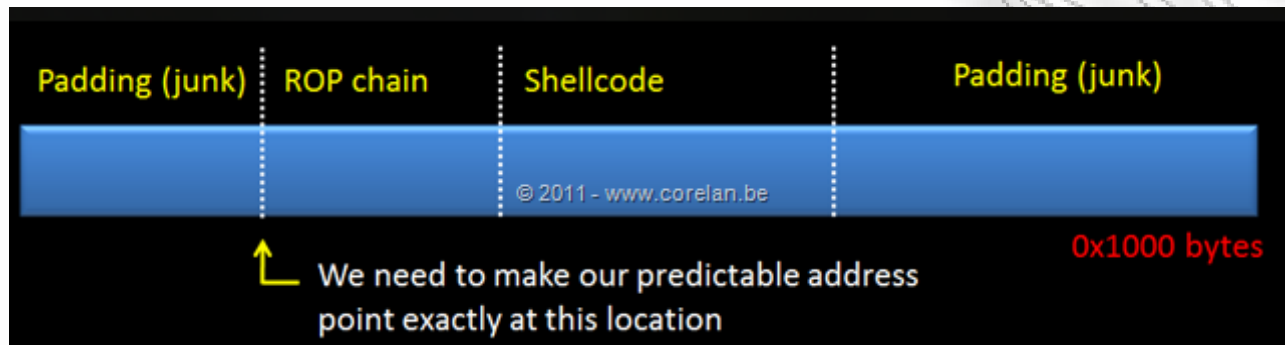 Padding (junk)
ROP chain
Shellcode
Padding (junk)
© 2011 - www.corelan.be
0x1000 bytes
We need to make our predictable address
point exactly at this location